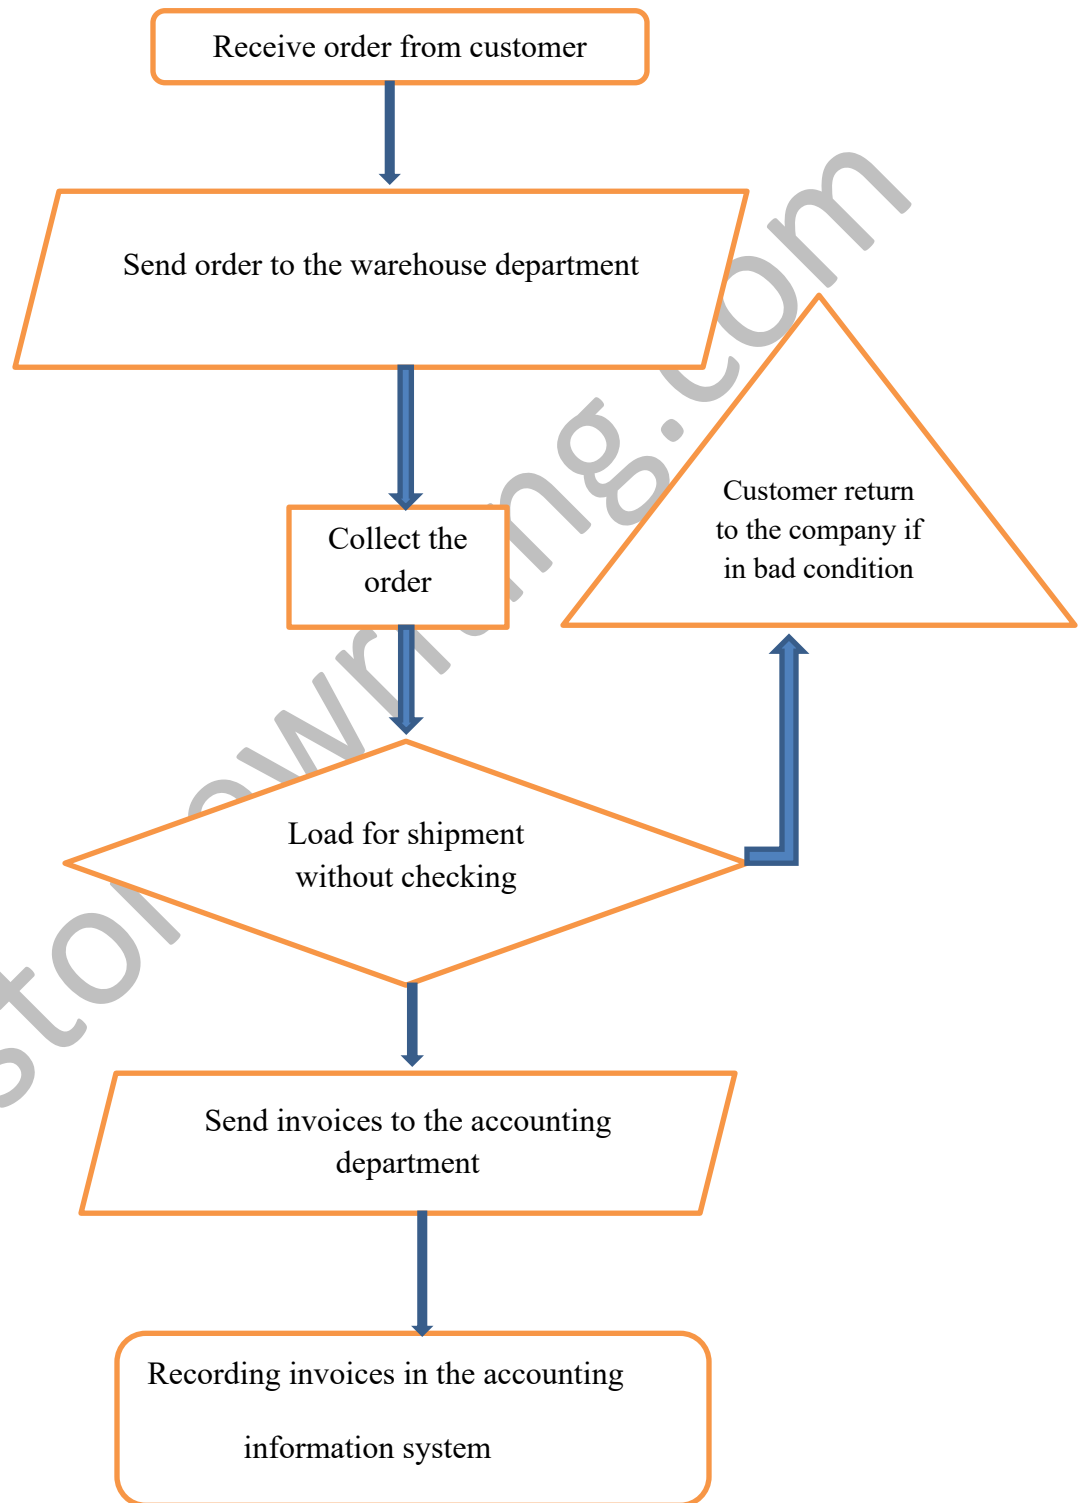 Receive order from customer
Send order to the warehouse department
Collect the
order
Customer return
to the company if
in bad condition
Load for shipment
without checking
Send invoices to the accounting
department
Recording invoices in the accounting
information system